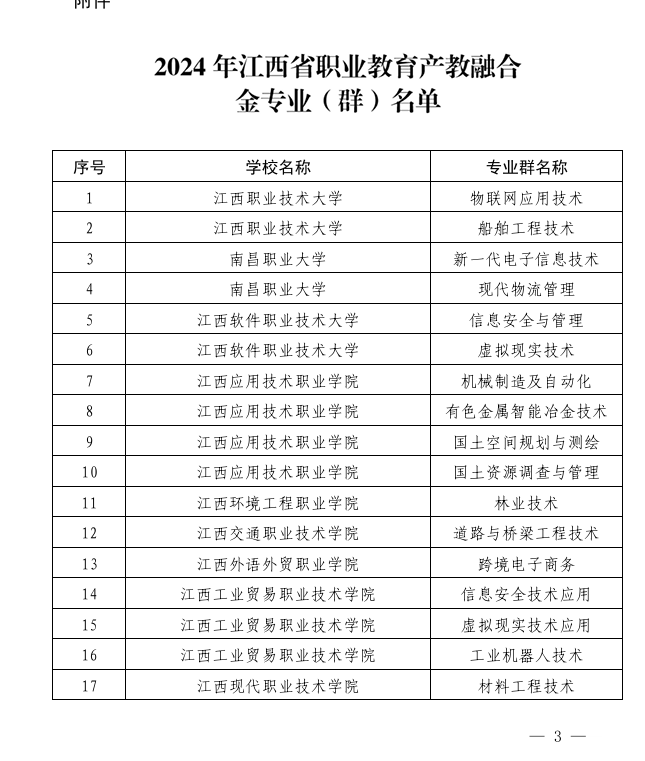 附件
2024 年江西省职业教育产教融合
金专业（群）名单
序号 学校名称 专业群名称
1 江西职业技术大学 物联网应用技术
2 江西职业技术大学 船舶工程技术
3 南昌职业大学 新一代电子信息技术
4 南昌职业大学 现代物流管理
5 江西软件职业技术大学 信息安全与管理
6 江西软件职业技术大学 虚拟现实技术
7 江西应用技术职业学院 机械制造及自动化
8 江西应用技术职业学院 有色金属智能冶金技术
9 江西应用技术职业学院 国土空间规划与测绘
10 江西应用技术职业学院 国土资源调查与管理
11 江西环境工程职业学院 林业技术
12 江西交通职业技术学院 道路与桥梁工程技术
13 江西外语外贸职业学院 跨境电子商务
14 江西工业贸易职业技术学院 信息安全技术应用
15 江西工业贸易职业技术学院 虚拟现实技术应用
16 江西工业贸易职业技术学院 工业机器人技术
17 江西现代职业技术学院 材料工程技术
— 3 —